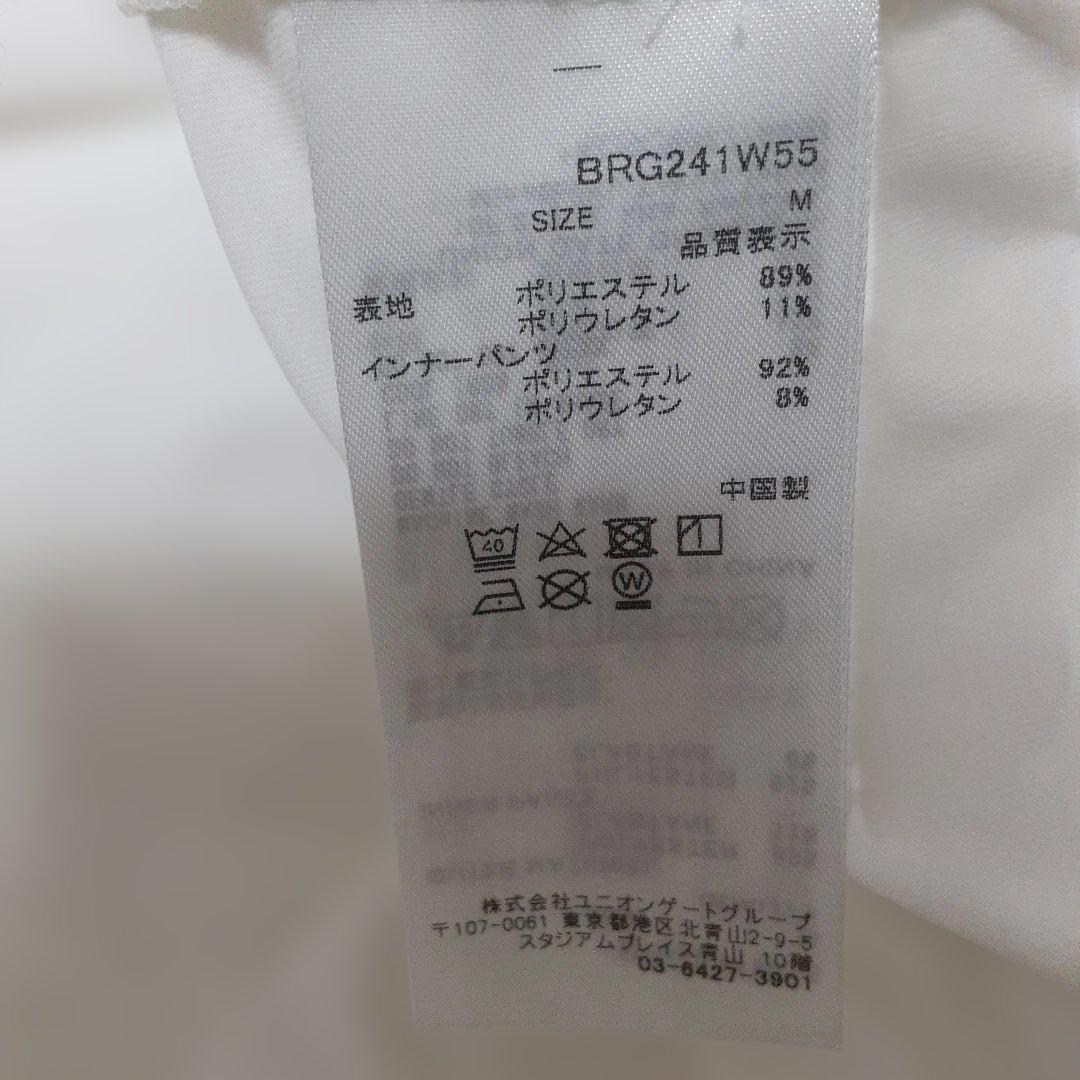 BRG241W55
SIZE M
品質表示
表地 ポリエステル 89%
ポリウレタン 11%
インナーパンツ
ポリエステル 92%
ポリウレタン 8%
中国製
40
W
株式会社ユニオンゲートグループ
〒107-0061 東京都港区北青山2-9-5
スタジアムプレイス青山 10階
03-6427-3901